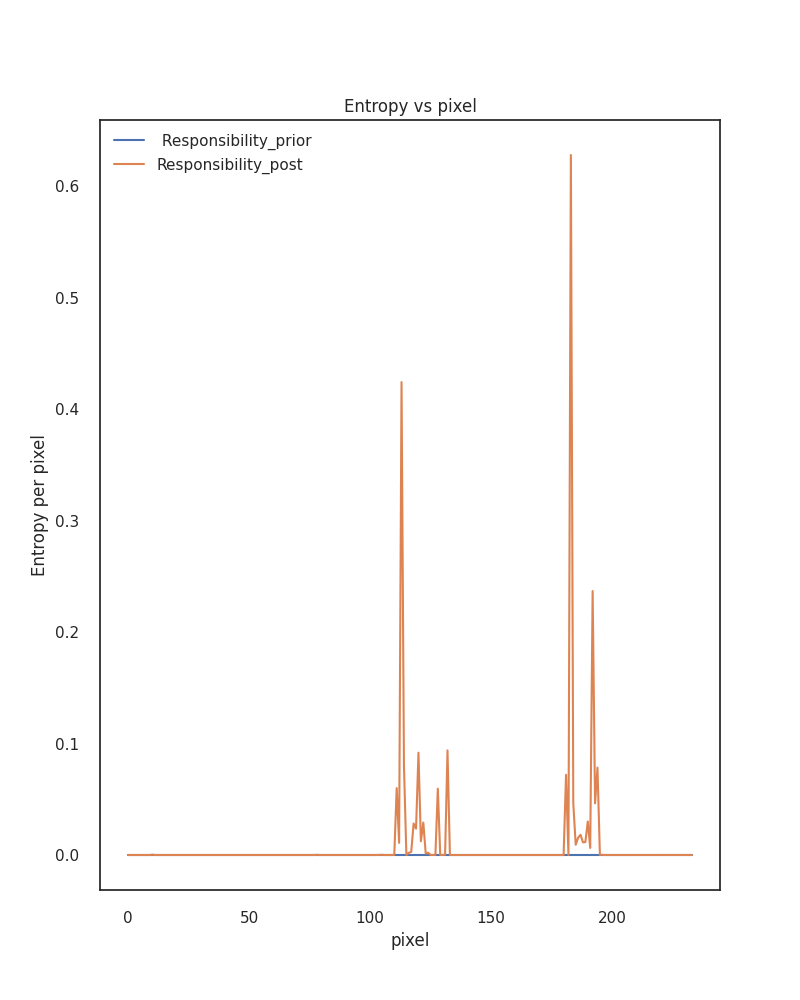 Entropy vs pixel
Responsibility_prior
Responsibility_post
Entropy per pixel
0.6
0.5
0.4
0.3
0.2
0.1
0.0
0 50 100 150 200
pixel